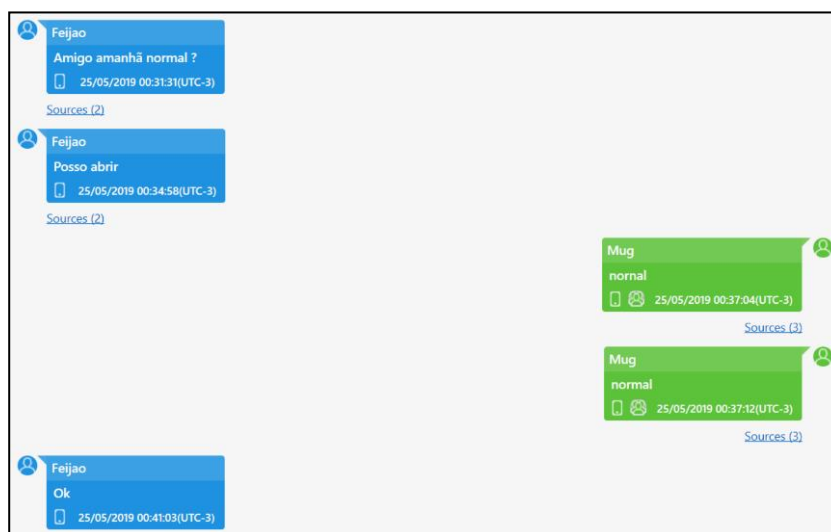 Feijao
Amigo amanhã normal ?
25/05/2019 00:31:31(UTC-3)
Sources (2)
Feijao
Posso abrir
25/05/2019 00:34:58(UTC-3)
Sources (2)
Mug
nornal
25/05/2019 00:37:04(UTC-3)
Sources (3)
Mug
normal
25/05/2019 00:37:12(UTC-3)
Sources (3)
Feijao
Ok
25/05/2019 00:41:03(UTC-3)